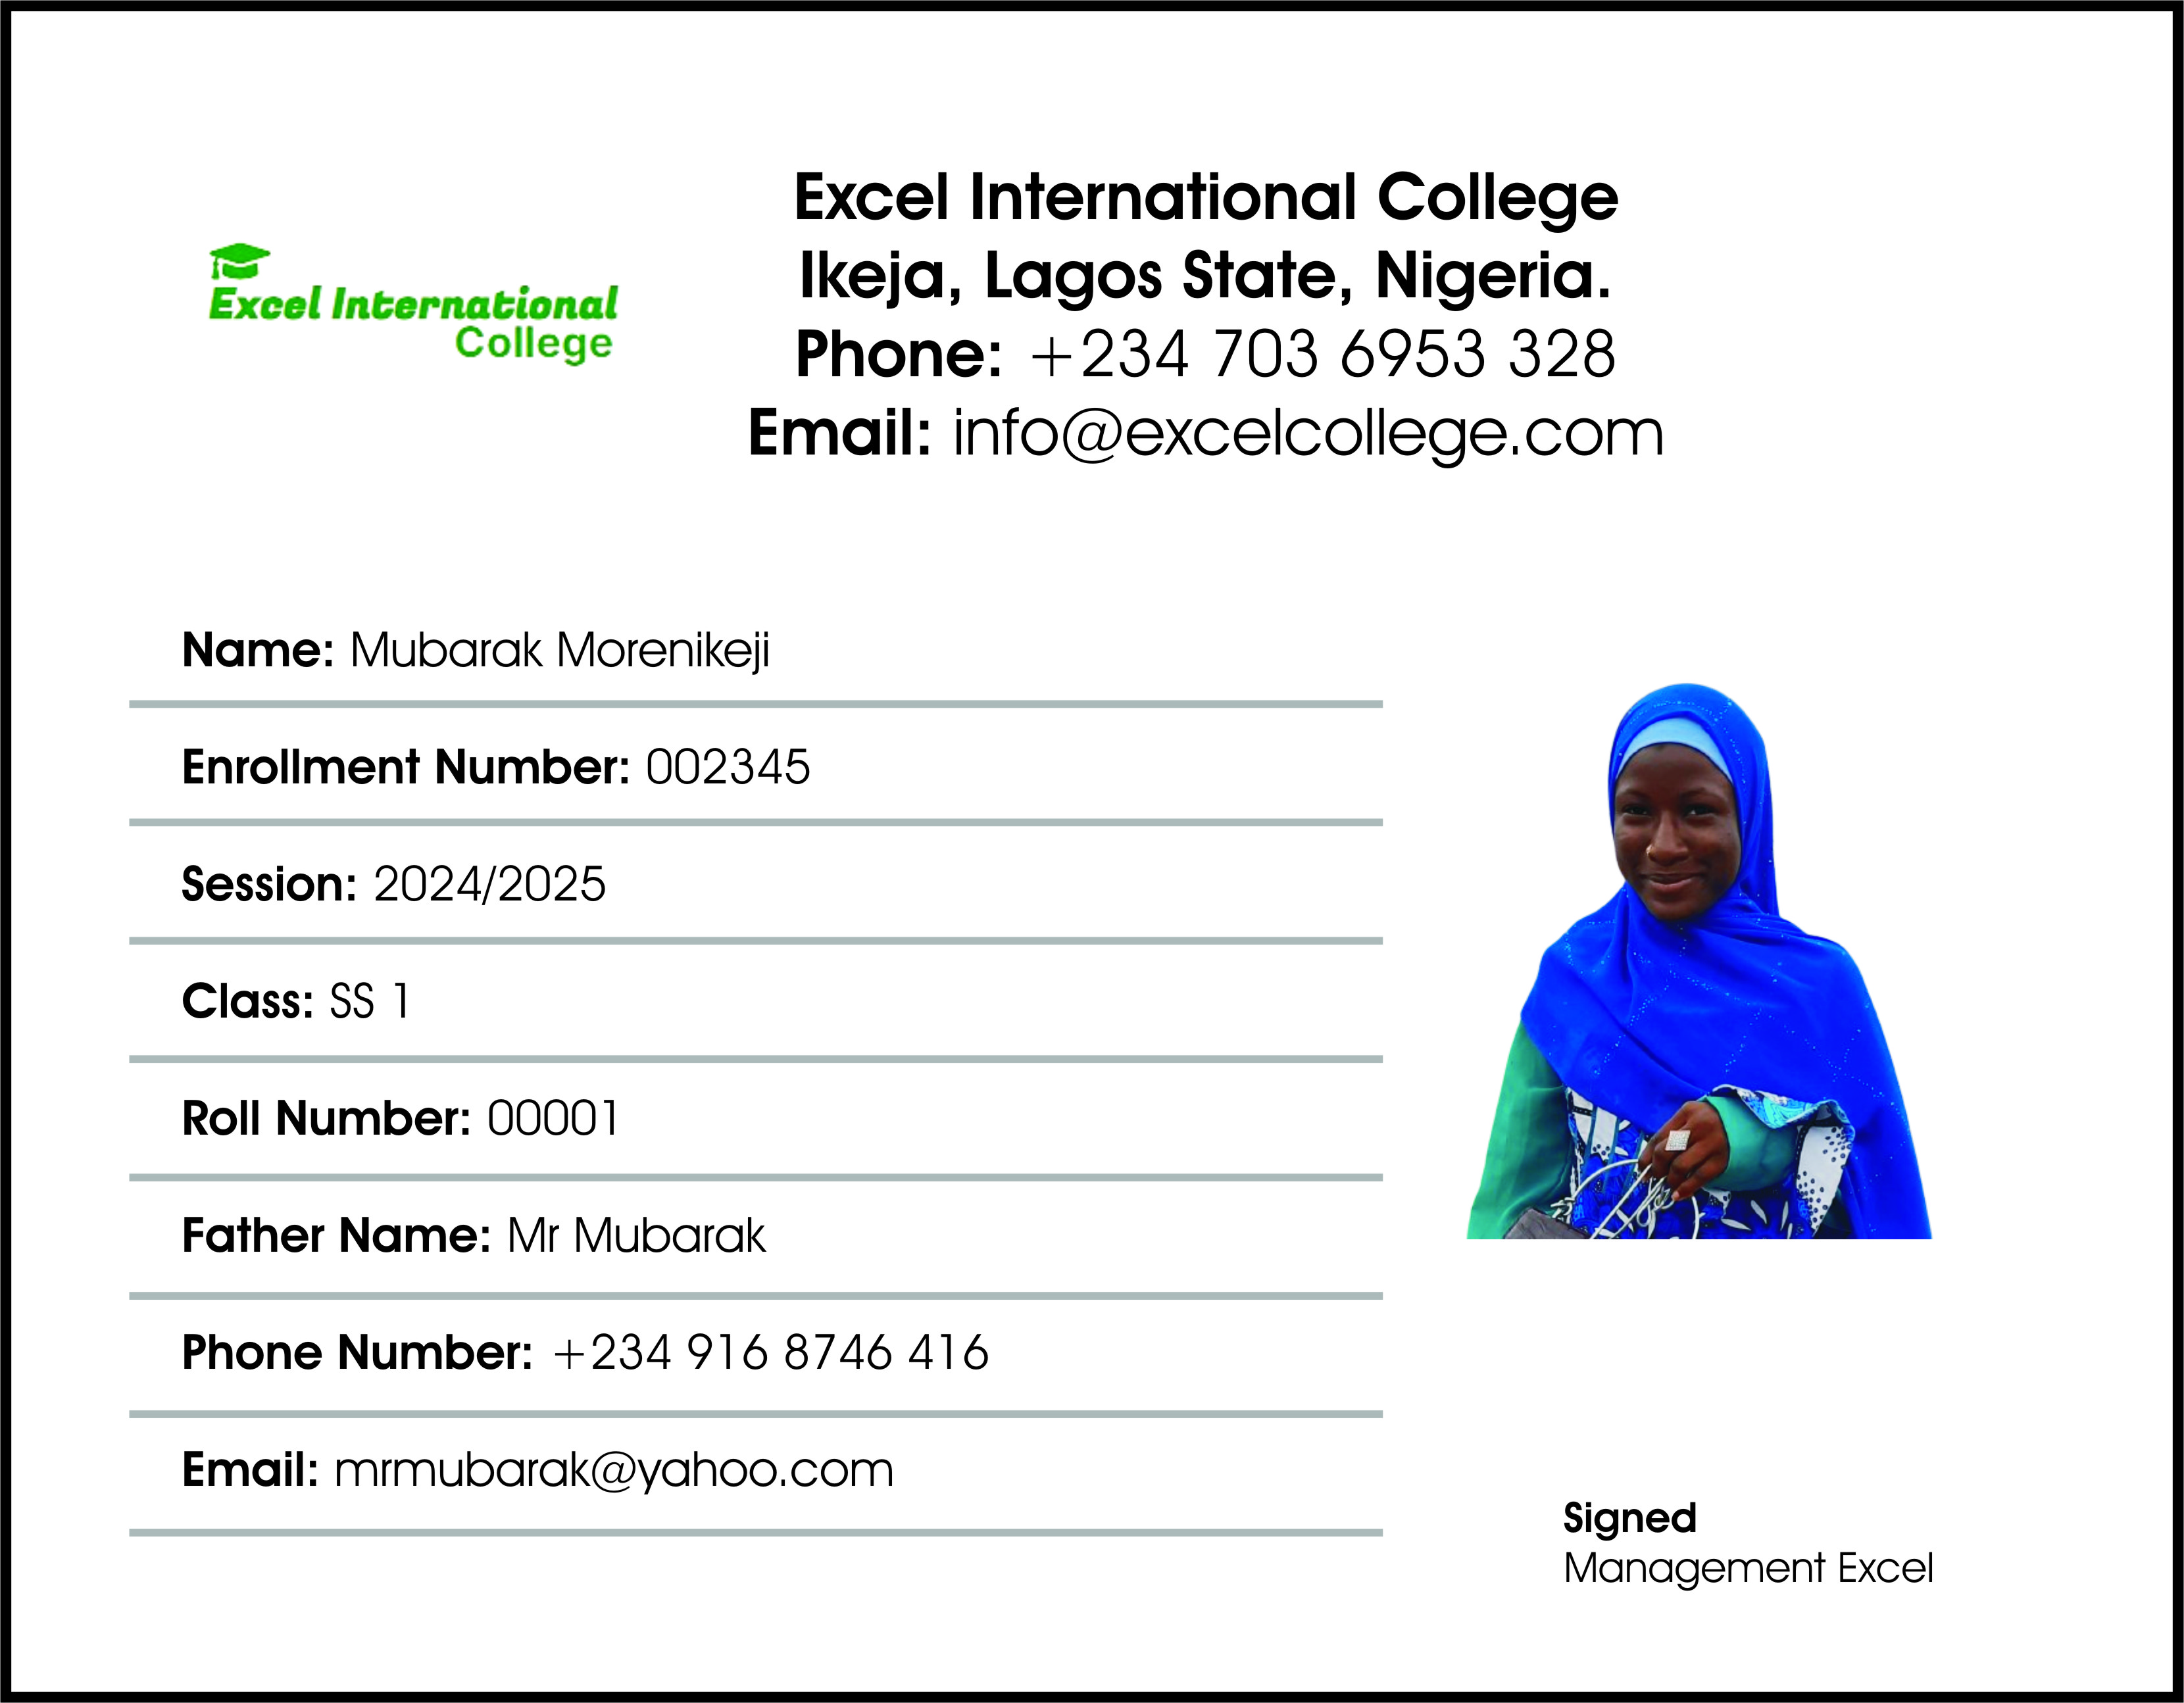 Excel International
College
Excel International College
Ikeja, Lagos State, Nigeria.
Phone: +234 703 6953 328
Email: info@excelcollege.com
Name: Mubarak Morenikeji
Enrollment Number: 002345
Session: 2024/2025
Class: SS 1
Roll Number: 00001
Father Name: Mr Mubarak
Phone Number: +234 916 8746 416
Email: mrmubarak@yahoo.com
Signed
Management Excel